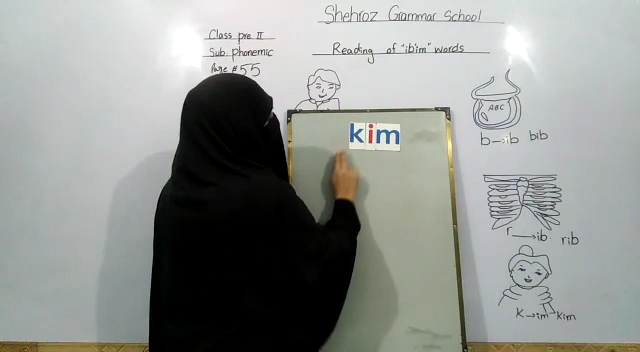 Shehroz Grammar School
Class pre II
Sub: phonemic
Page # 55
Reading of "ib'im" words
kim
ABC
b→ib bib
r→ib rib
K→im→Kim